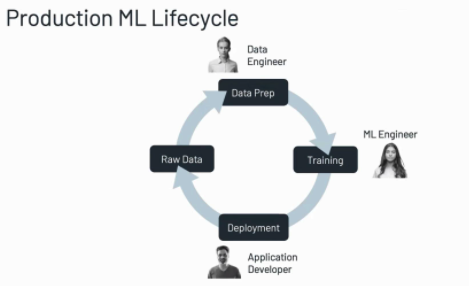 Production ML Lifecycle
Data
Engineer
Data Prep
ML Engineer
Raw Data
Training
Deployment
Application
Developer